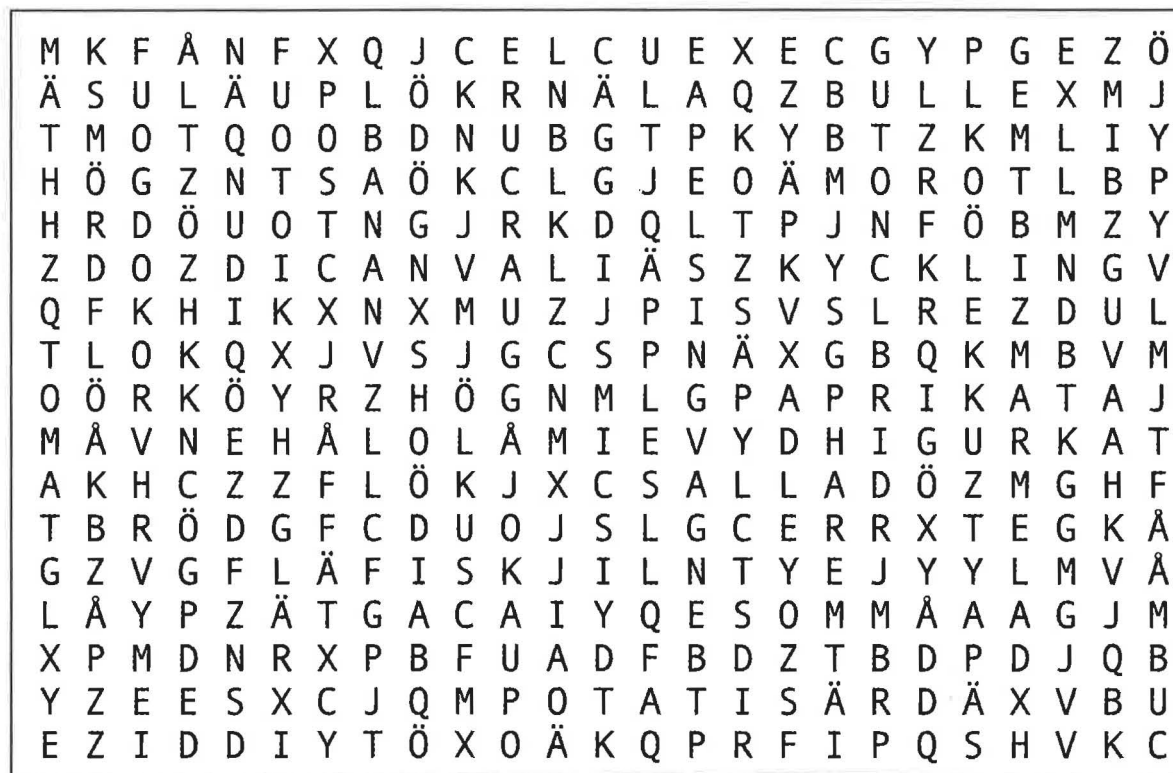 M K F Å N F X Q J C E L C U E X E C G Y P G E Z Ö
Ä S U L Ä U P L Ö K R N Ä L A Q Z B U L L E X M J
T M O T Q O O B D N U B G T P K Y B T Z K M L I Y
H Ö G Z N T S A Ö K C L G J E O Ä M O R O T L B P
H R D Ö U O T N G J R K D Q L T P J N F Ö B M Z Y
Z D O Z D I C A N V A L I Ä S Z K Y C K L I N G V
Q F K H I K X N X M U Z J P I S V S L R E Z D U L
T L O K Q X J V S J G C S P N Ä X G B Q K M B V M
O Ö R K Ö Y R Z H Ö G N M L G P A P R I K A T A J
M Å V N E H Å L O L Å M I E V Y D H I G U R K A T
A K H C Z Z F L Ö K J X C S A L L A D Ö Z M G H F
T B R Ö D G F C D U O J S L G C E R R X T E G K Å
G Z V G F L Ä F I S K J I L N T Y E J Y Y L M V Å
L Å Y P Z Ä T G A C A I Y Q E S O M M Å A A G J M
X P M D N R X P B F U A D F B D Z T B D P D J Q B
Y Z E E S X C J Q M P O T A T I S Ä R D Ä X V B U
E Z I D D I Y T Ö X O Ä K Q P R F I P Q S H V K C